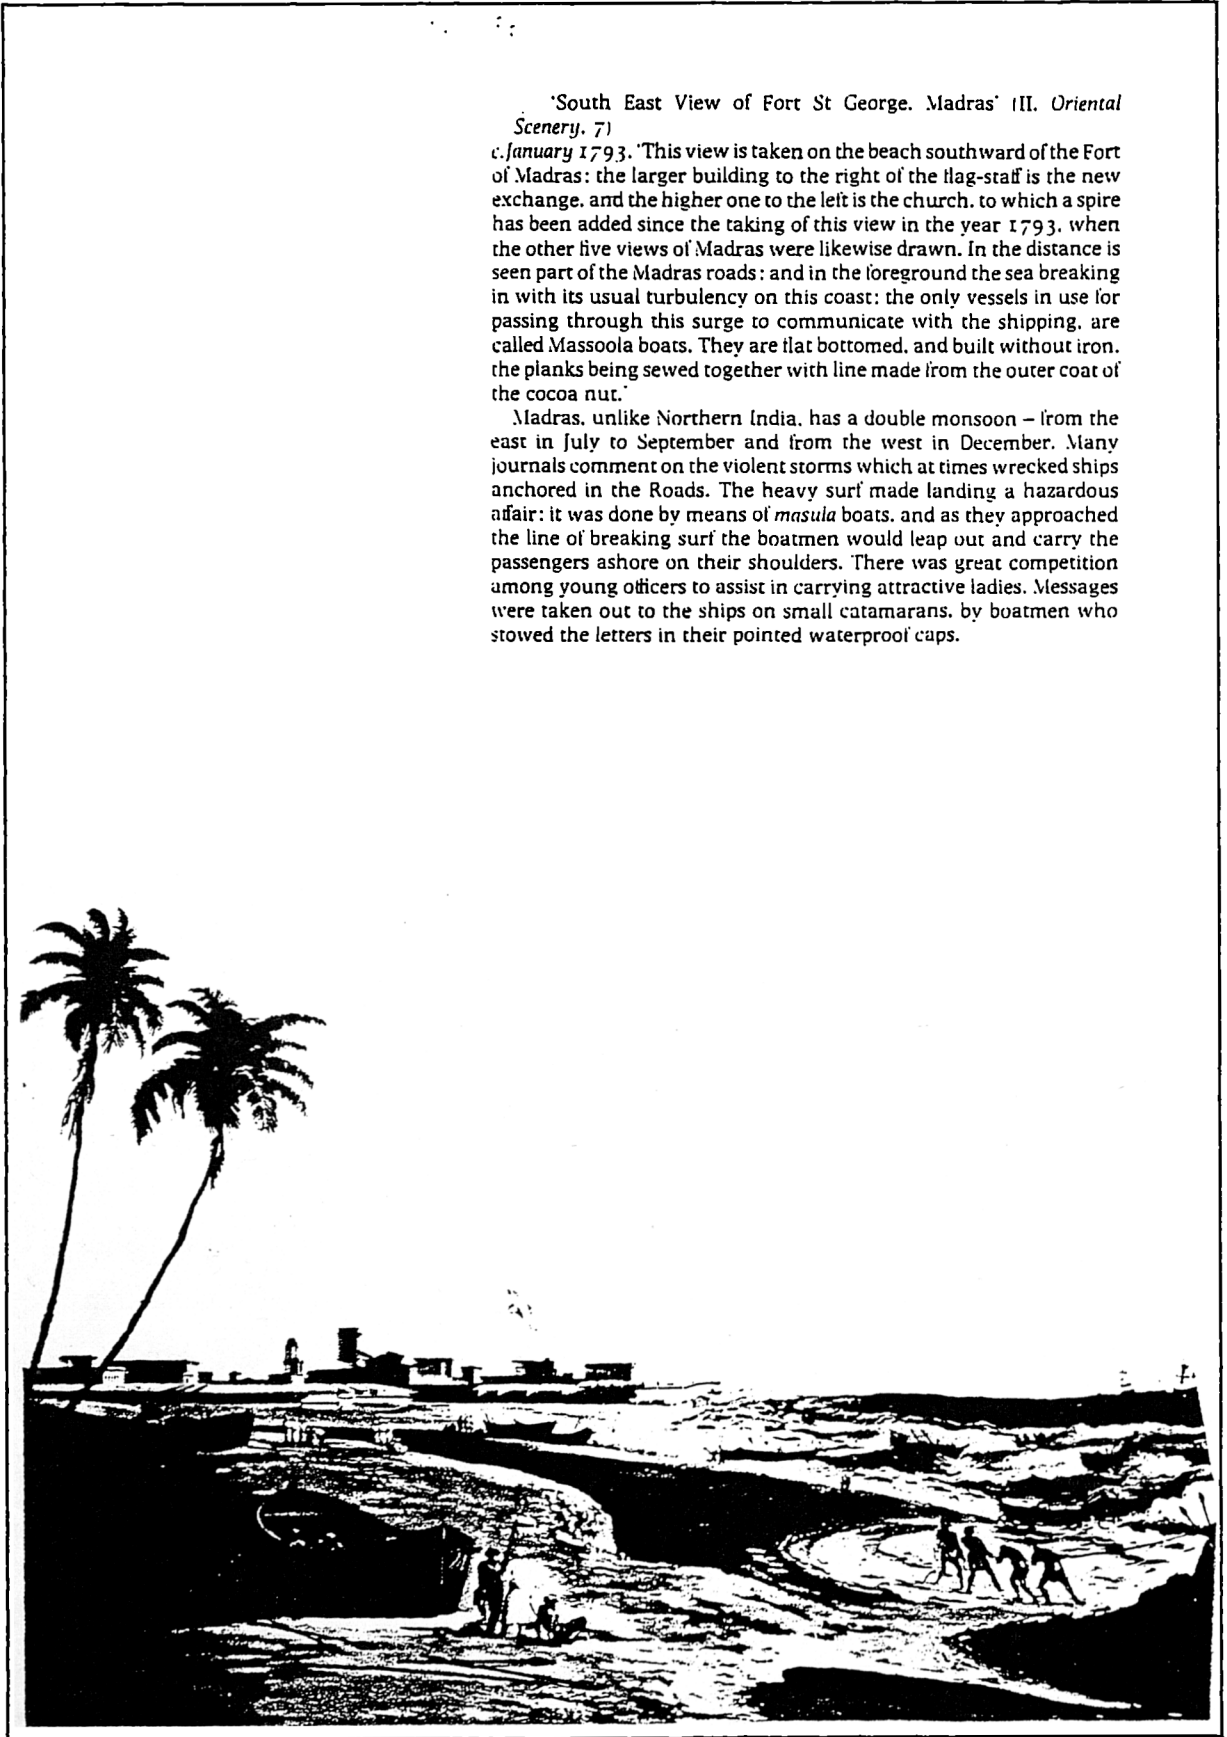 'South East View of Fort St George, Madras' (II, Oriental
Scenery, 7)
c.January 1793. 'This view is taken on the beach southward of the Fort
of Madras: the larger building to the right of the flag-staff is the new
exchange, and the higher one to the left is the church, to which a spire
has been added since the taking of this view in the year 1793, when
the other five views of Madras were likewise drawn. In the distance is
seen part of the Madras roads: and in the foreground the sea breaking
in with its usual turbulency on this coast: the only vessels in use for
passing through this surge to communicate with the shipping, are
called Massoola boats. They are flat bottomed, and built without iron,
the planks being sewed together with line made from the outer coat of
the cocoa nut.'
Madras, unlike Northern India, has a double monsoon – from the
east in July to September and from the west in December. Many
journals comment on the violent storms which at times wrecked ships
anchored in the Roads. The heavy surf made landing a hazardous
affair: it was done by means of masula boats, and as they approached
the line of breaking surf the boatmen would leap out and carry the
passengers ashore on their shoulders. There was great competition
among young officers to assist in carrying attractive ladies. Messages
were taken out to the ships on small catamarans, by boatmen who
stowed the letters in their pointed waterproof caps.